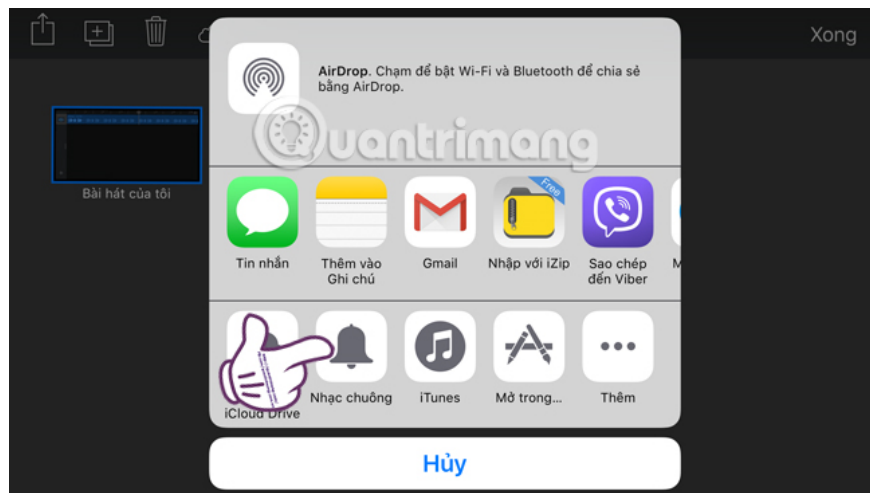 Xong
AirDrop. Chạm để bật Wi-Fi và Bluetooth để chia sẻ
bằng AirDrop.
Quantrimang
Bài hát của tôi
Tin nhắn
Thêm vào
Ghi chú
Gmail
Free
Nhập với iZip
Sao chép
đến Viber
M
iCloud Drive
Nhạc chuông
iTunes
Mở trong...
Thêm
Hủy